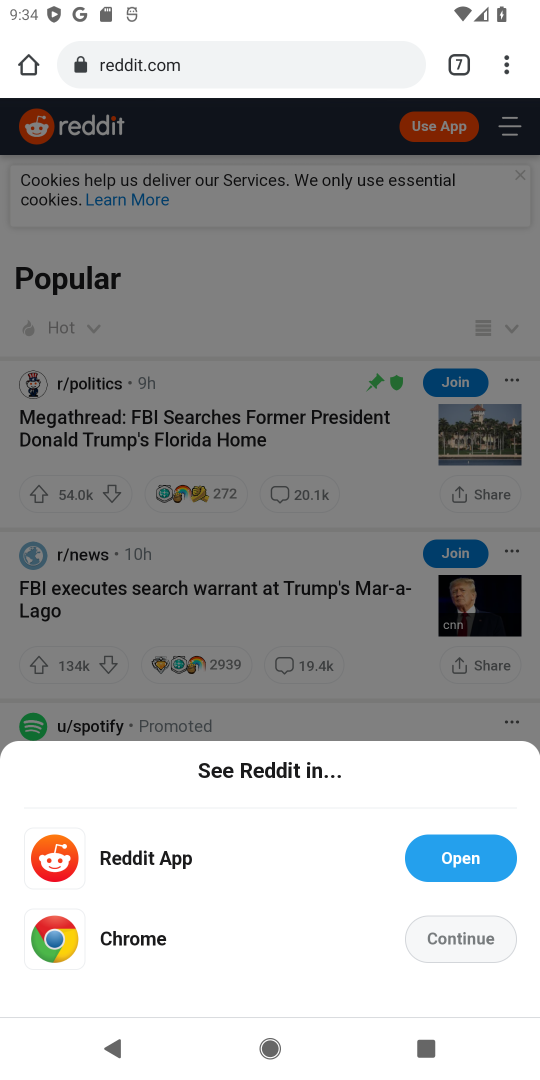 9:34
reddit.com
7
reddit
Use App
Cookies help us deliver our Services. We only use essential
cookies. Learn More
Popular
Hot
r/politics • 9h
Join
Megathread: FBI Searches Former President
Donald Trump's Florida Home
54.0k
272
20.1k
Share
r/news • 10h
Join
FBI executes search warrant at Trump's Mar-a-
Lago
cnn
134k
2939
19.4k
Share
u/spotify • Promoted
See Reddit in...
Reddit App
Open
Chrome
Continue